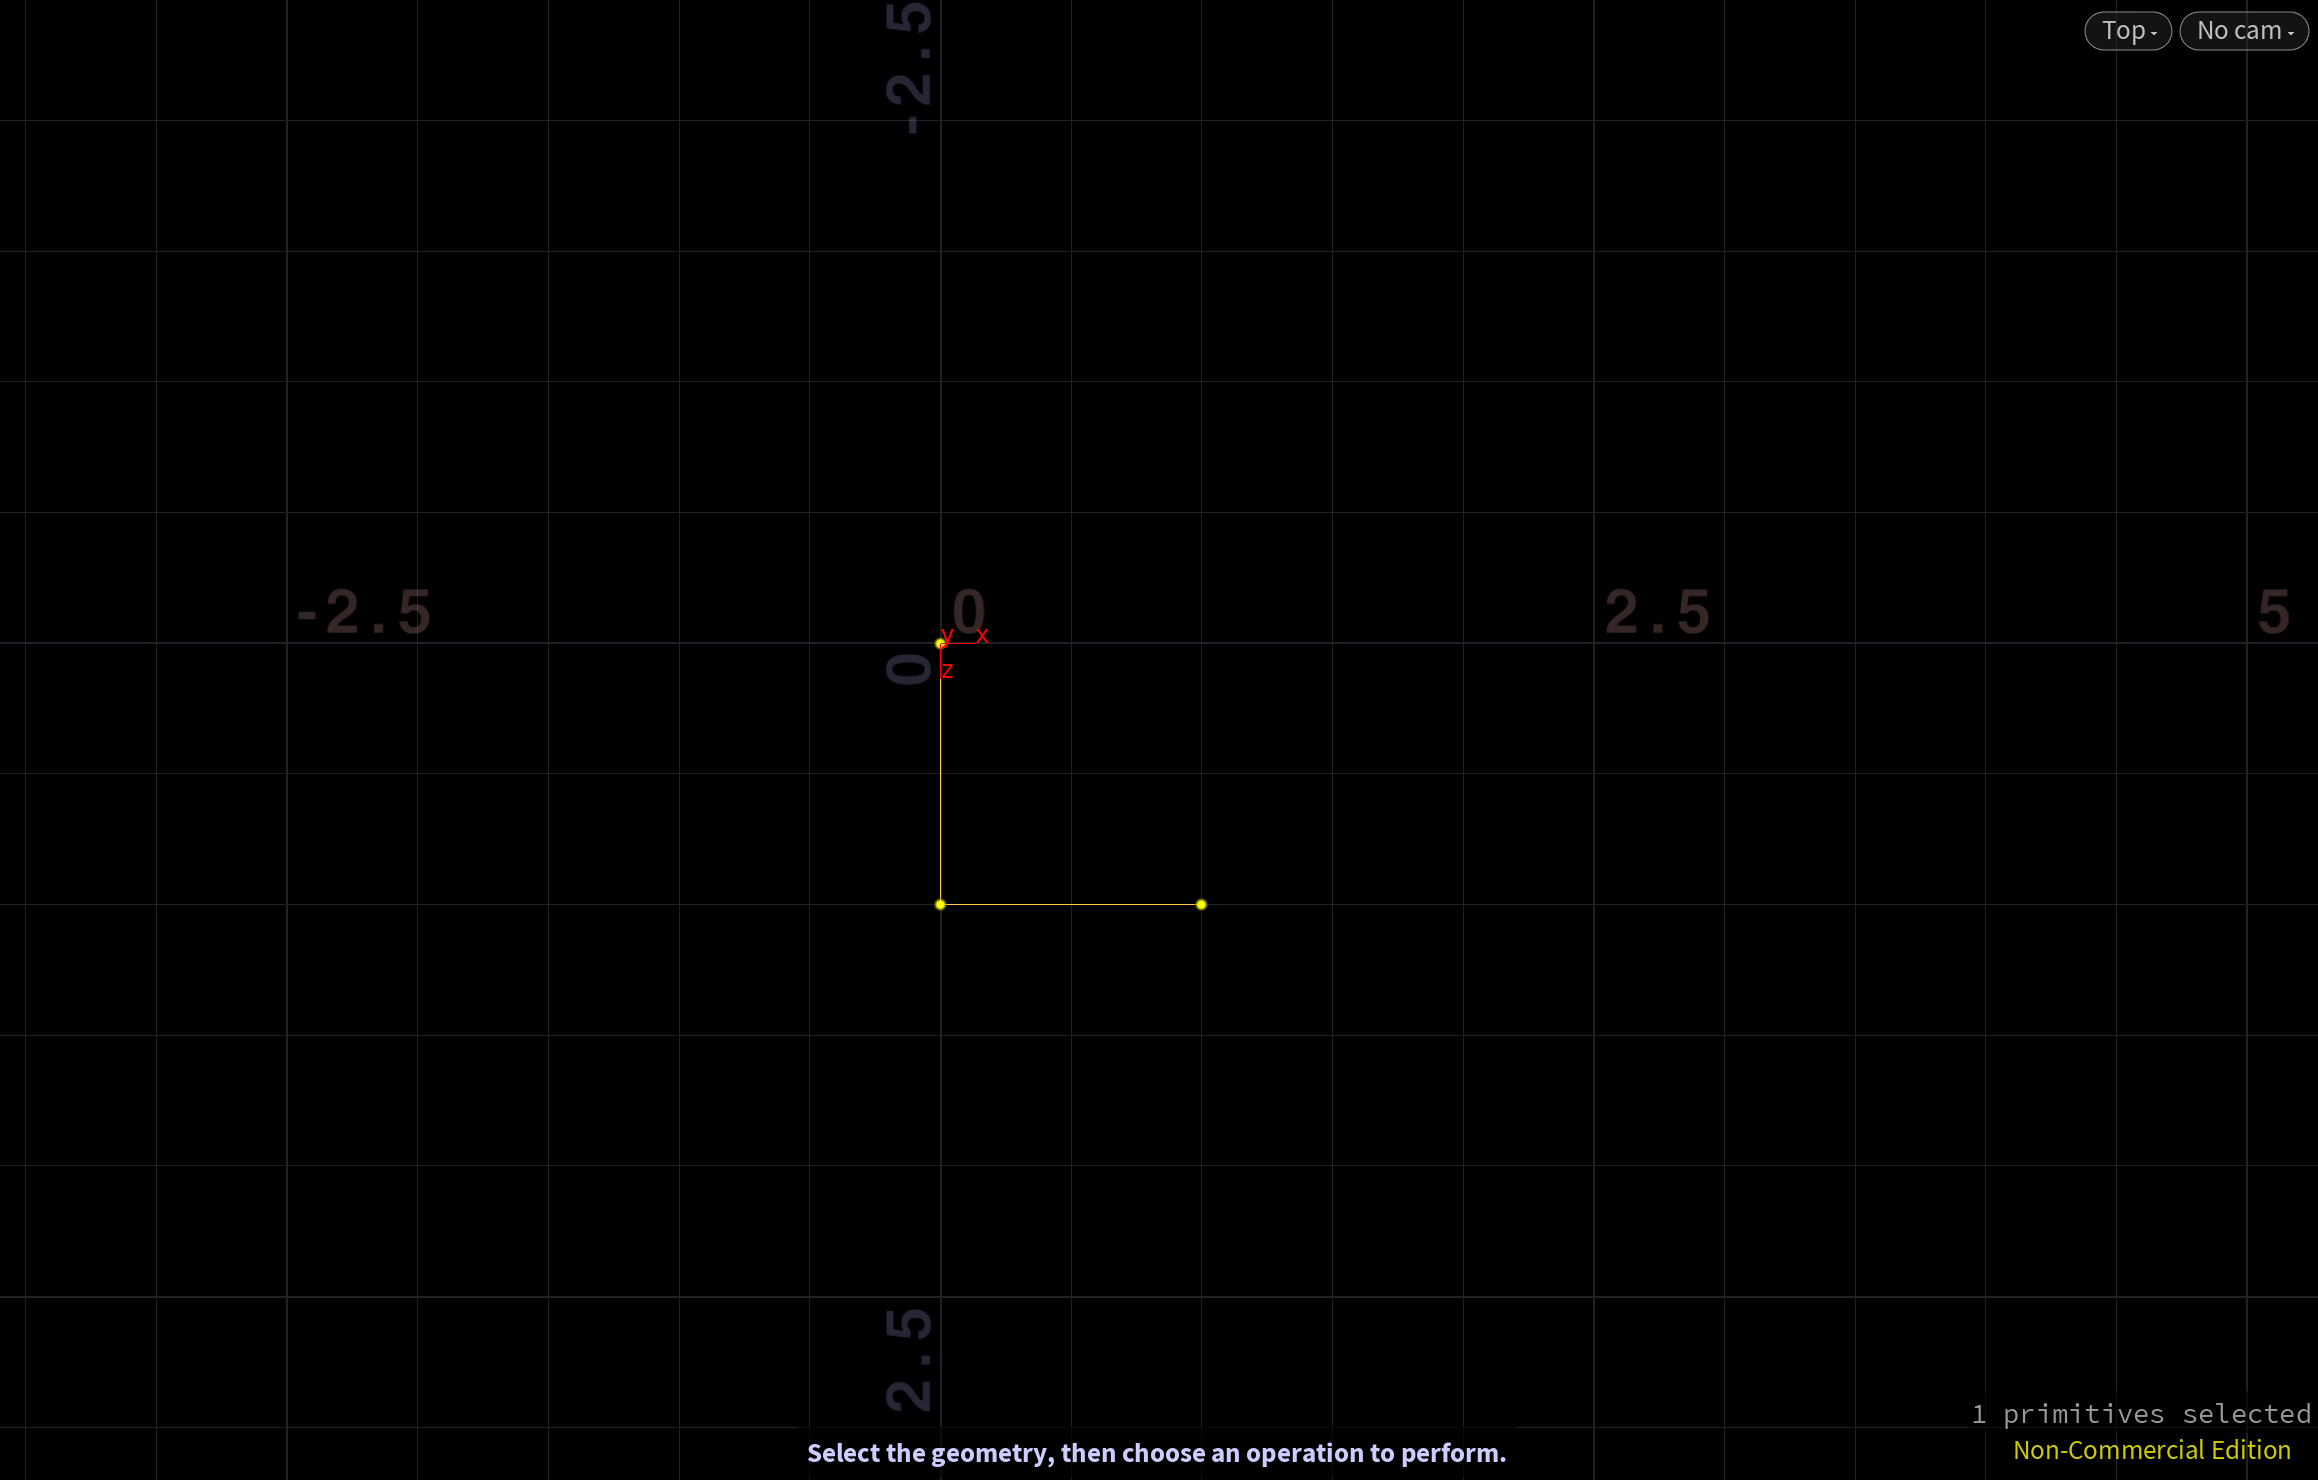 Top
No cam
-2.5
-2.5
0
2.5
5
y
x
0
z
2.5
1 primitives selected
Select the geometry, then choose an operation to perform.
Non-Commercial Edition